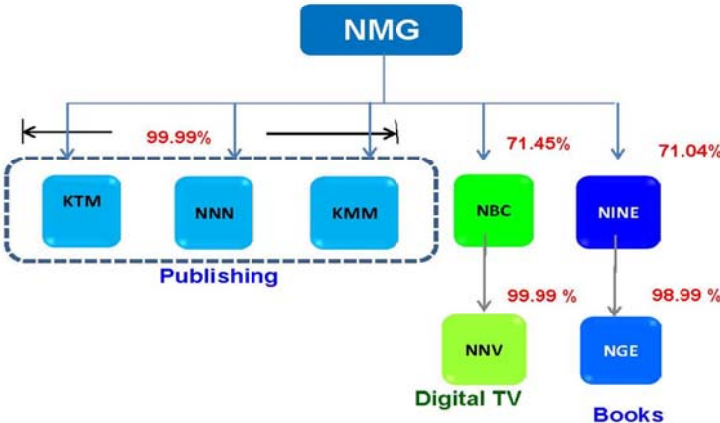 NMG
99.99%
71.45%
71.04%
KTM
NNN
KMM
NBC
NINE
Publishing
99.99 %
98.99 %
NNV
NGE
Digital TV
Books